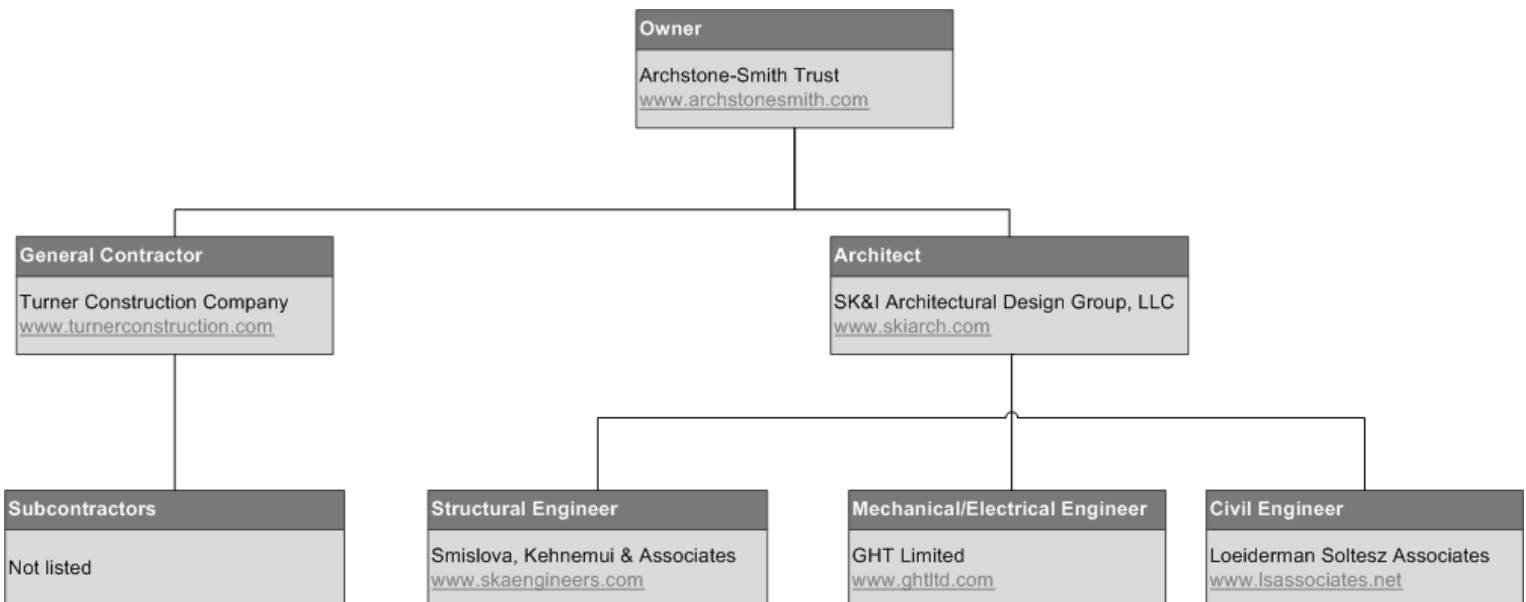 Owner
Archstone-Smith Trust
www.archstonesmith.com
General Contractor
Turner Construction Company
www.turnerconstruction.com
Architect
SK&I Architectural Design Group, LLC
www.skiarch.com
Subcontractors
Not listed
Structural Engineer
Smislova, Kehnemui & Associates
www.skaengineers.com
Mechanical/Electrical Engineer
GHT Limited
www.ghtltd.com
Civil Engineer
Loeiderman Soltesz Associates
www.lsassociates.net